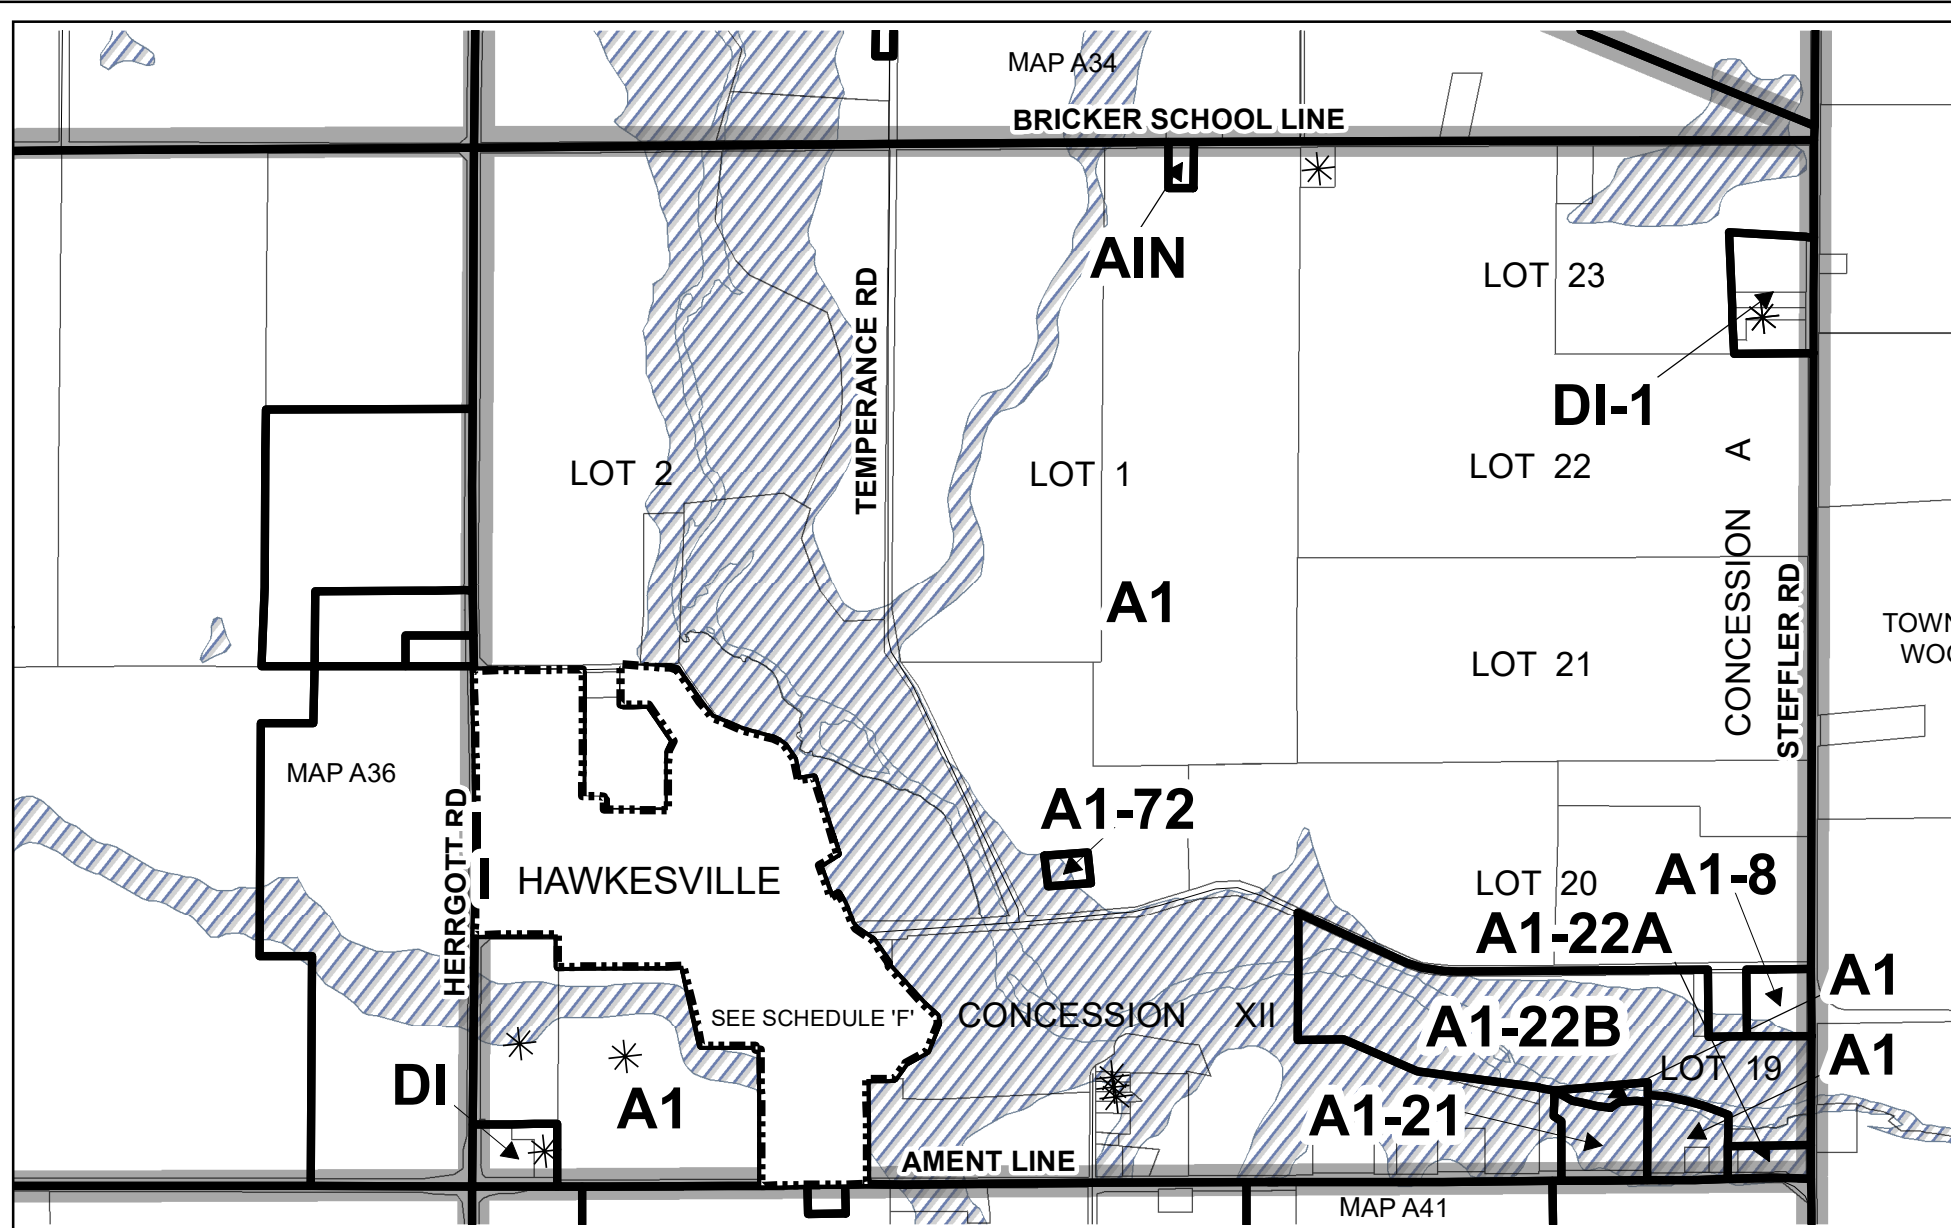 MAP A34
BRICKER SCHOOL LINE
AIN
TEMPERANCE RD
LOT 23
DI-1
LOT 2
LOT 1
LOT 22
CONCESSION A
A1
STEFFLER RD
TOWN
WOO
LOT 21
MAP A36
HERRGOTT RD
A1-72
HAWKESVILLE
LOT 20
A1-8
A1-22A
A1
SEE SCHEDULE 'F'
CONCESSION XII
A1-22B
A1
LOT 19
DI
A1
A1-21
AMENT LINE
MAP A41